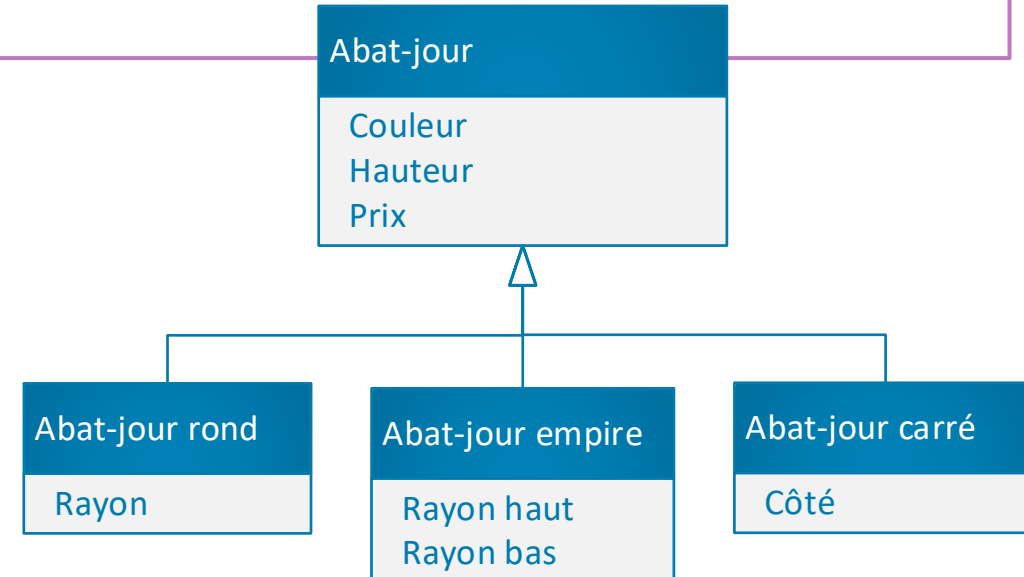 Abat-jour
Couleur
Hauteur
Prix
Abat-jour rond
Rayon
Abat-jour empire
Rayon haut
Rayon bas
Abat-jour carré
Côté